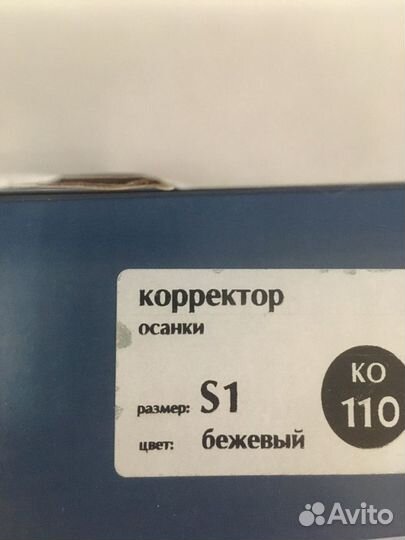 корректор
осанки
размер: S1
цвет: бежевый
КО
110
Avito